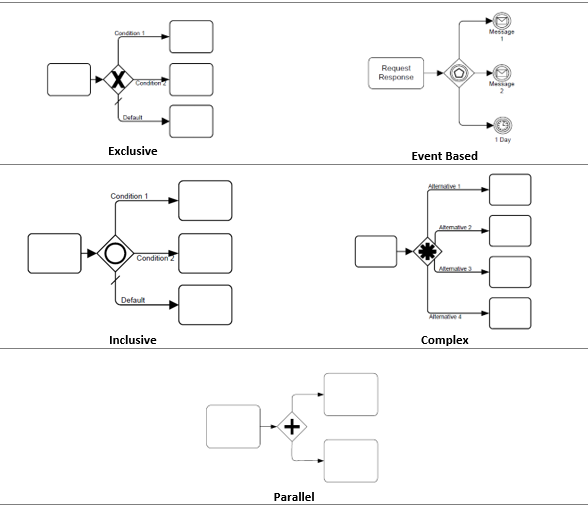 Condition 1
Condition 2
Default
Exclusive
Request
Response
Message
1
Message
2
1 Day
Event Based
Condition 1
Condition 2
Default
Inclusive
Alternative 1
Alternative 2
Alternative 3
Alternative 4
Complex
Parallel